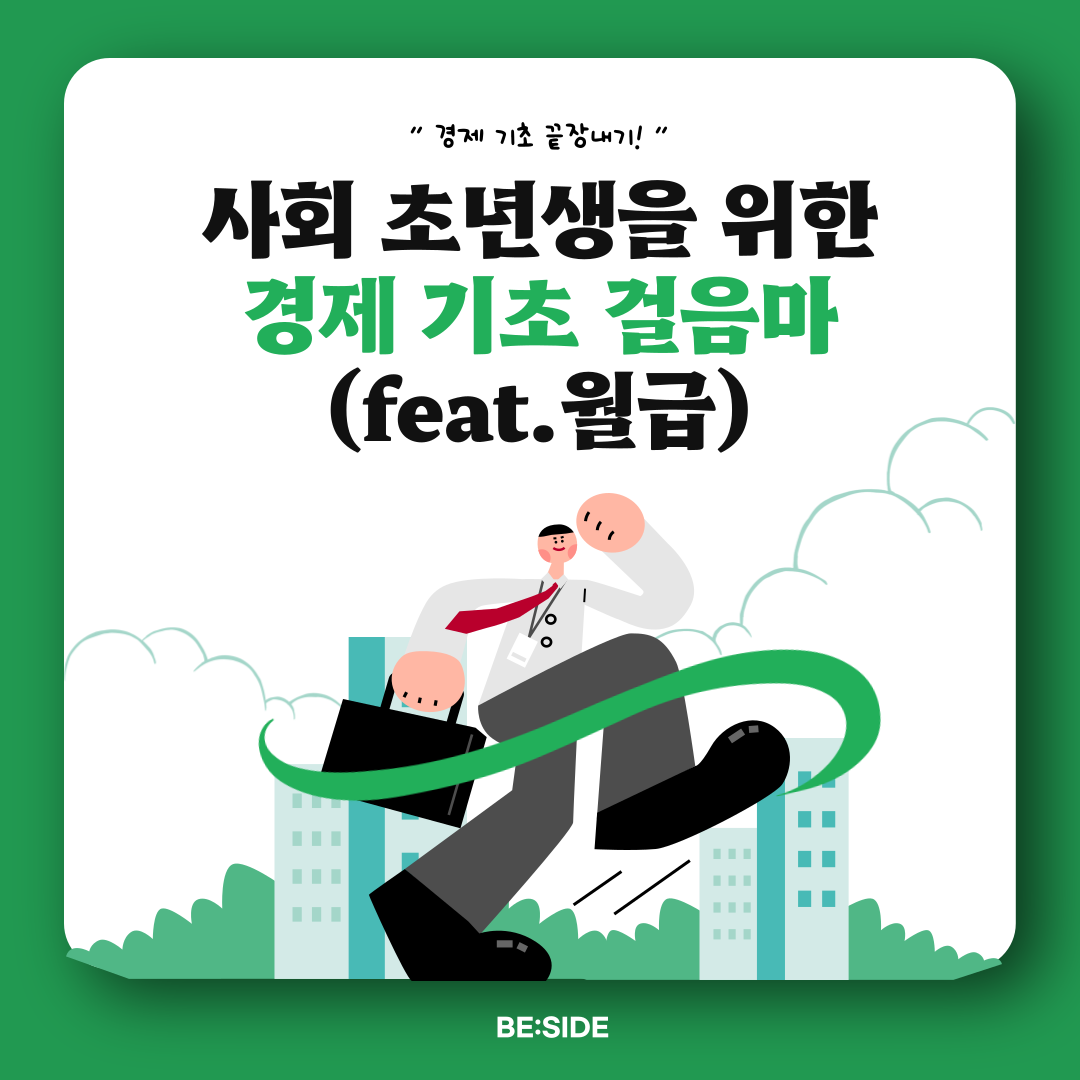 " 경제 기초 끝장내기! "
사회 초년생을 위한
경제 기초 걸음마
(feat.월급)
BE:SIDE